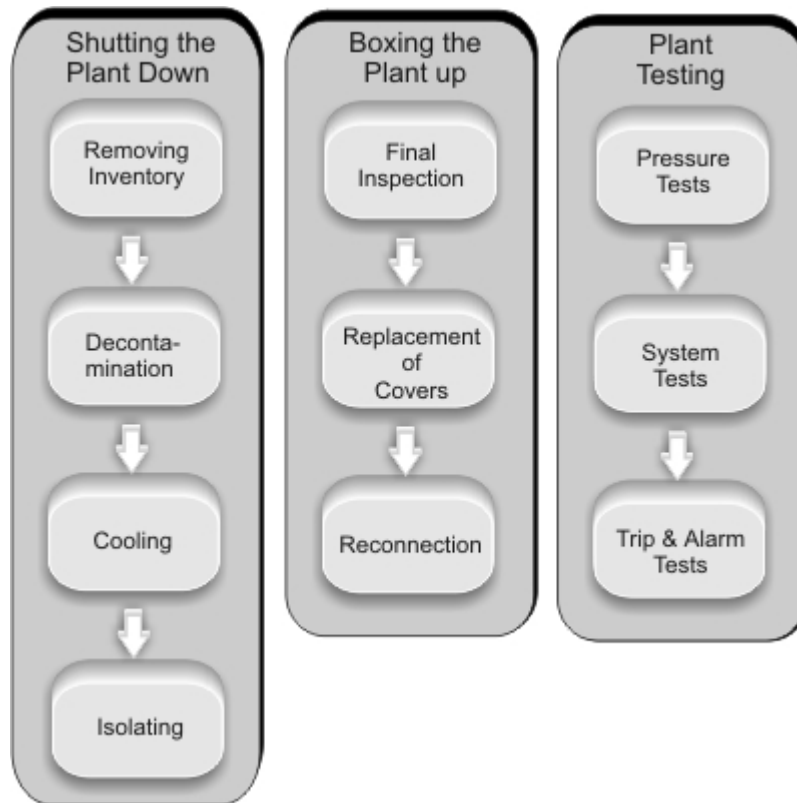 Shutting the
Plant Down
Removing
Inventory
Deconta-
mination
Cooling
Isolating
Boxing the
Plant up
Final
Inspection
Replacement
of
Covers
Reconnection
Plant
Testing
Pressure
Tests
System
Tests
Trip & Alarm
Tests